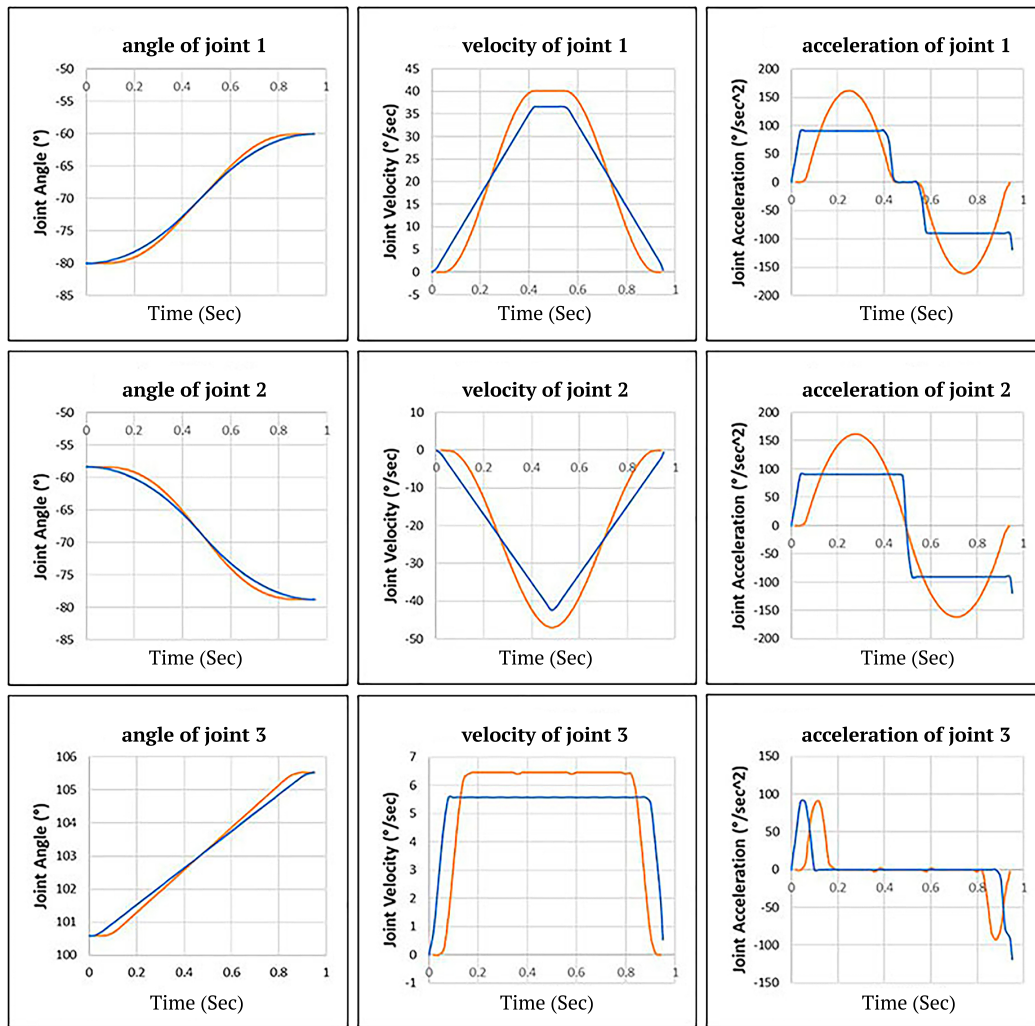 angle of joint 1
-50
0 0.2 0.4 0.6 0.8 1
-55
-60
-65
-70
-75
-80
-85
Joint Angle (°)
Time (Sec)
velocity of joint 1
45
40
35
30
25
20
15
10
5
0
-5
0 0.2 0.4 0.6 0.8 1
Joint Velocity (°/sec)
Time (Sec)
acceleration of joint 1
200
150
100
50
0
-50
-100
-150
-200
0 0.2 0.4 0.6 0.8 1
Joint Acceleration (°/sec^2)
Time (Sec)
angle of joint 2
-50
0 0.2 0.4 0.6 0.8 1
-55
-60
-65
-70
-75
-80
-85
Joint Angle (°)
Time (Sec)
velocity of joint 2
10
0
-10
-20
-30
-40
-50
0 0.2 0.4 0.6 0.8 1
Joint Velocity (°/sec)
Time (Sec)
acceleration of joint 2
200
150
100
50
0
-50
-100
-150
-200
0 0.2 0.4 0.6 0.8 1
Joint Acceleration (°/sec^2)
Time (Sec)
angle of joint 3
106
105
104
103
102
101
100
0 0.2 0.4 0.6 0.8 1
Joint Angle (°)
Time (Sec)
velocity of joint 3
7
6
5
4
3
2
1
0
-1
0 0.2 0.4 0.6 0.8 1
Joint Velocity (°/sec)
Time (Sec)
acceleration of joint 3
150
100
50
0
-50
-100
-150
0 0.2 0.4 0.6 0.8 1
Joint Acceleration (°/sec^2)
Time (Sec)